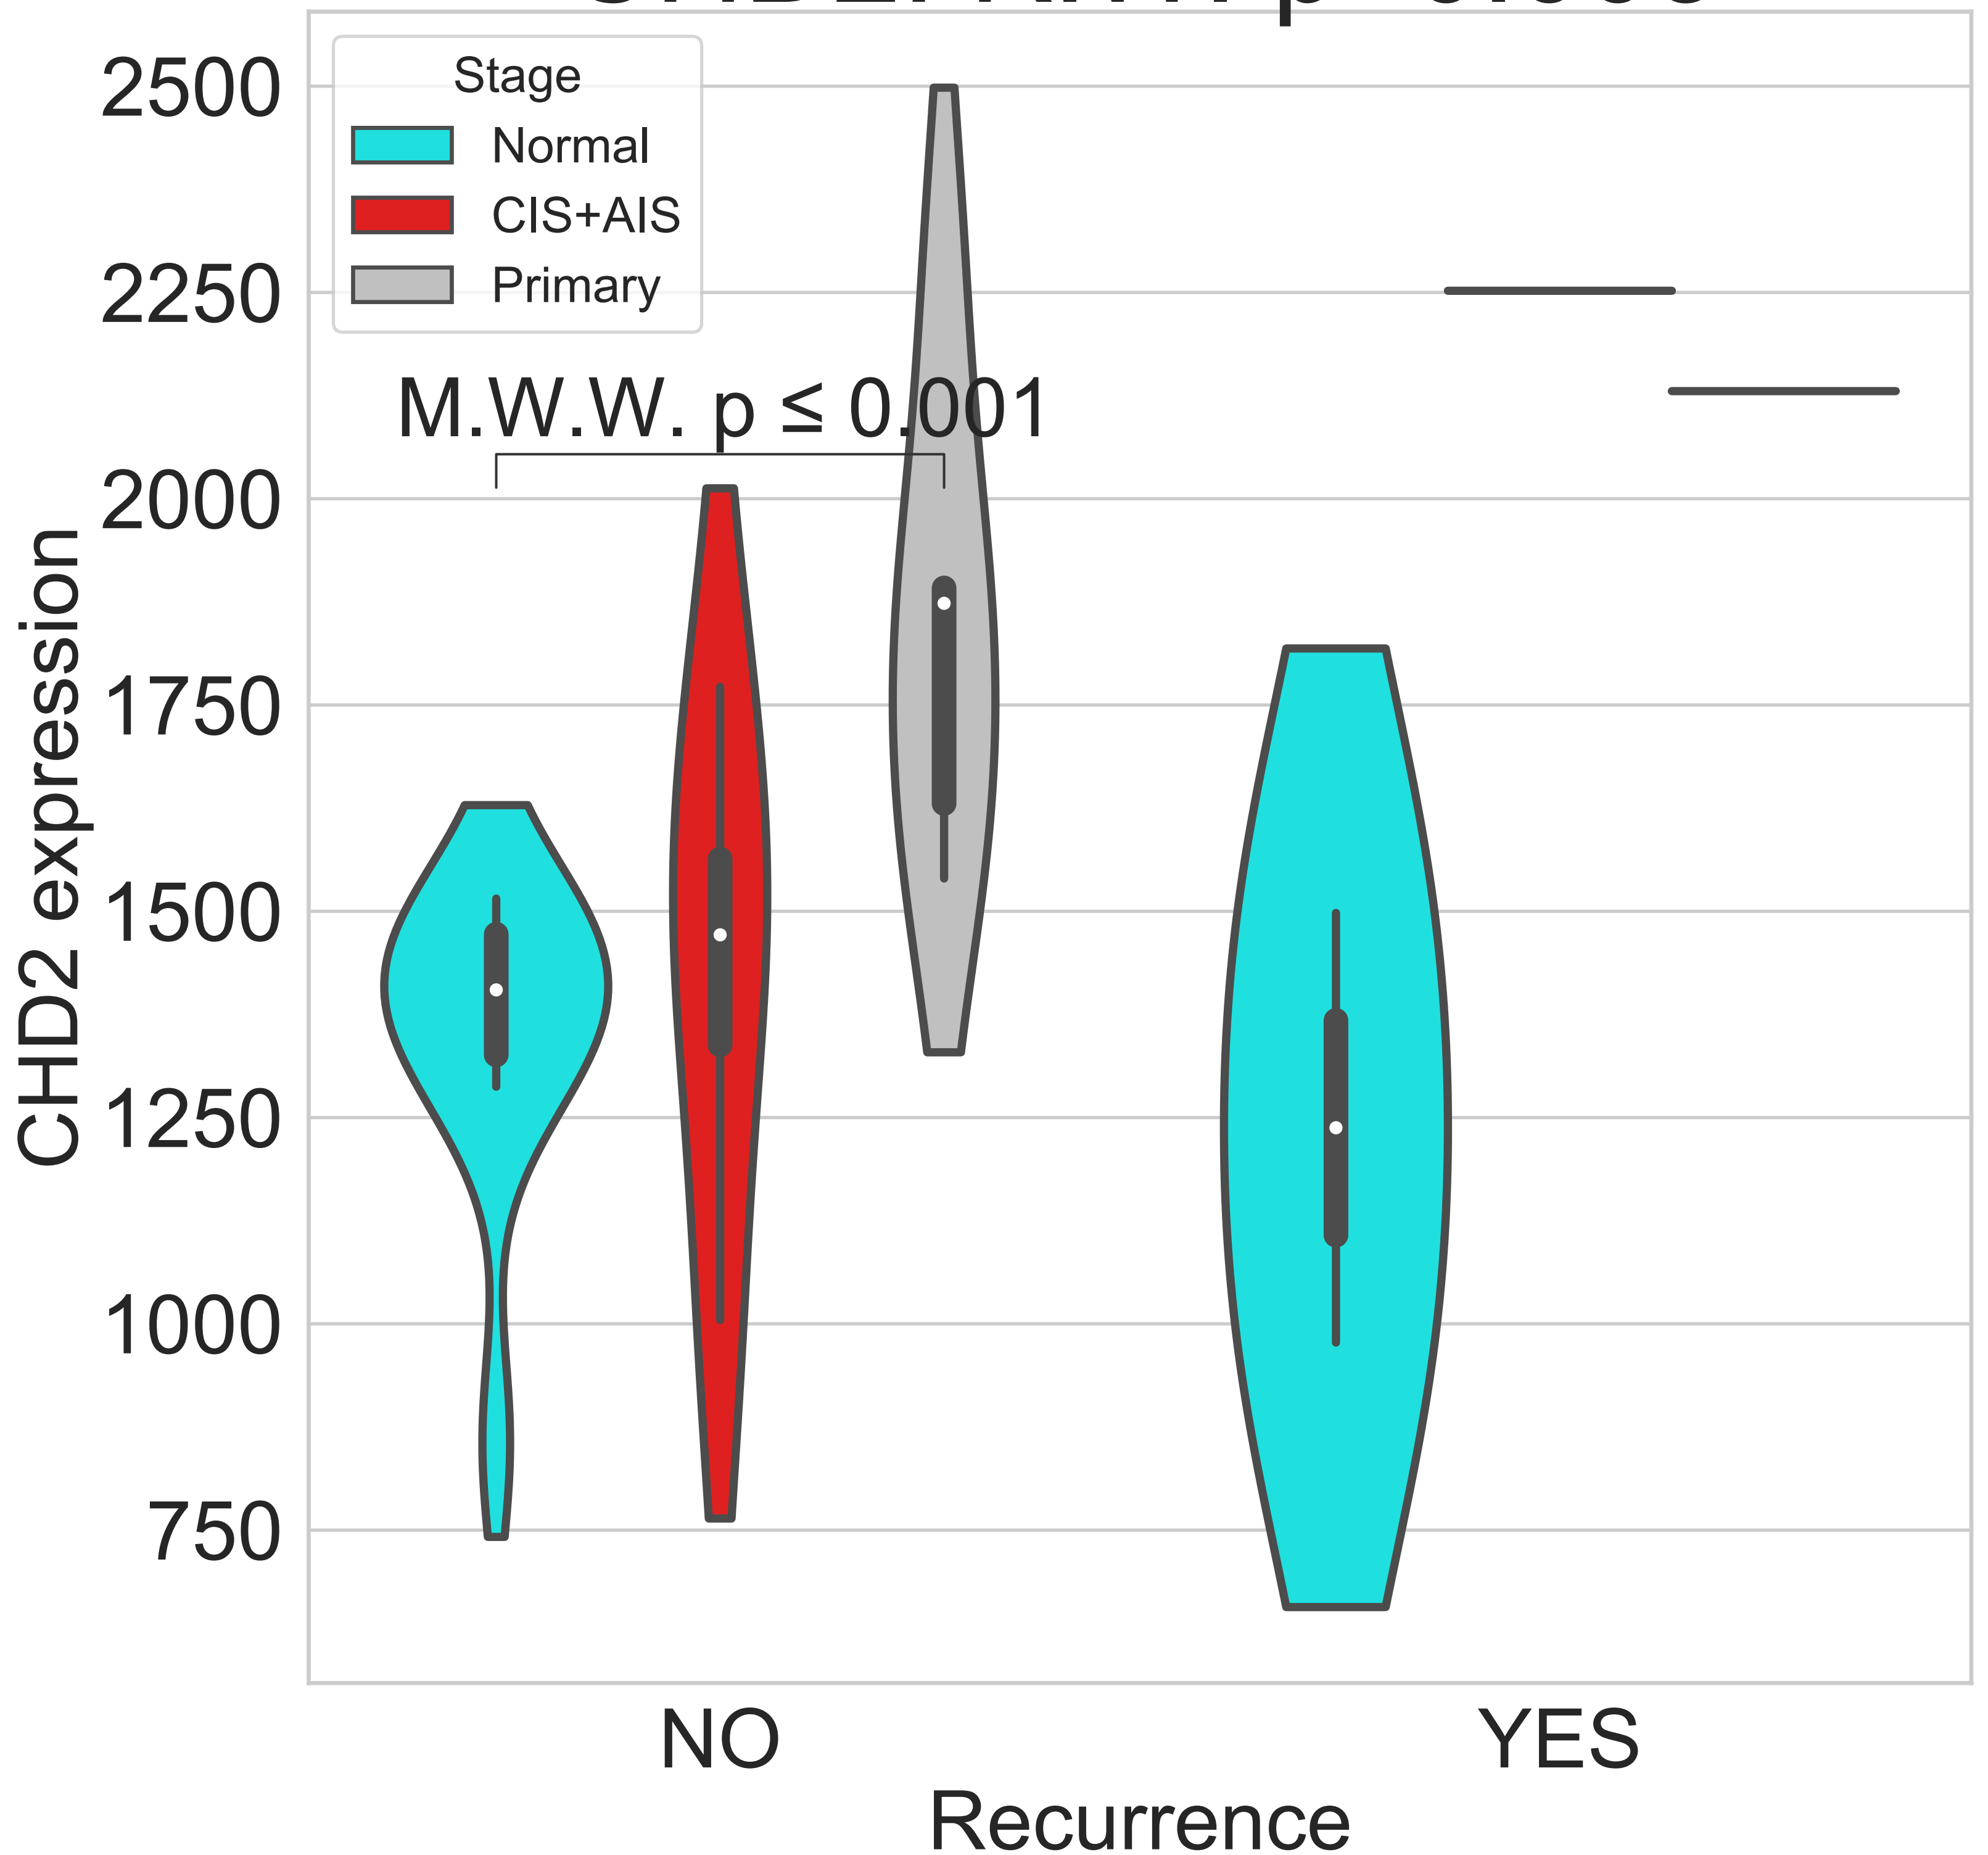 2500
2250
2000
1750
1500
1250
1000
750
CHD2 expression
Stage
Normal
CIS+AIS
Primary
M.W.W. p ≤ 0.001
NO
YES
Recurrence